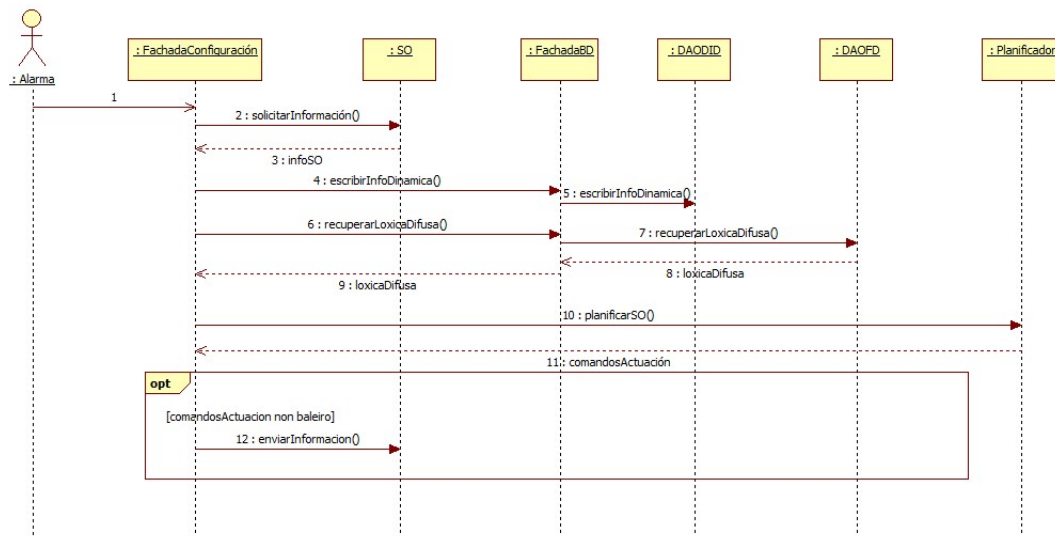 : Alarma
: FachadaConfiguración
: SO
: FachadaBD
: DAODID
: DAOFD
: Planificador
1
2 : solicitarInformación()
3 : infoSO
4 : escribirInfoDinamica()
5 : escribirInfoDinamica()
6 : recuperarLoxicaDifusa()
7 : recuperarLoxicaDifusa()
8 : loxicaDifusa
9 : loxicaDifusa
10 : planificarSO()
11 : comandosActuación
opt
[comandosActuacion non baleiro]
12 : enviarInformacion()